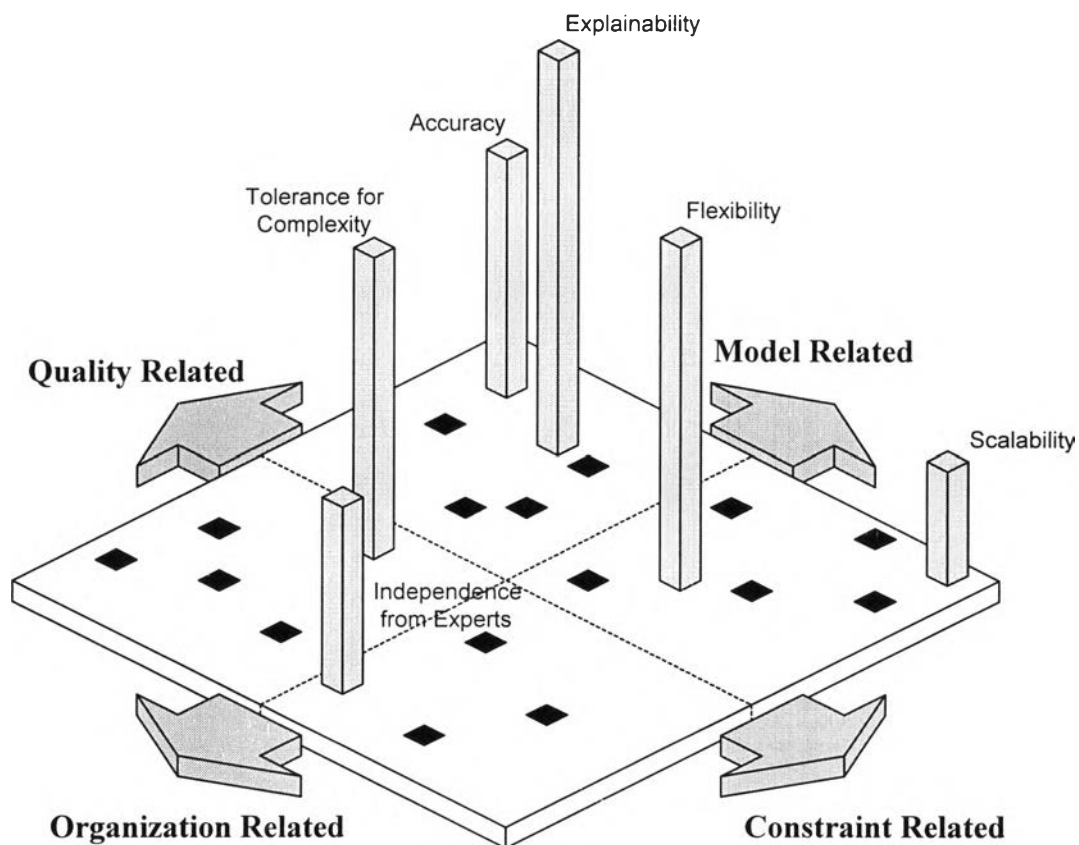 Explainability
Accuracy
Tolerance for
Complexity
Flexibility
Quality Related
Model Related
Scalability
Independence
from Experts
Organization Related
Constraint Related